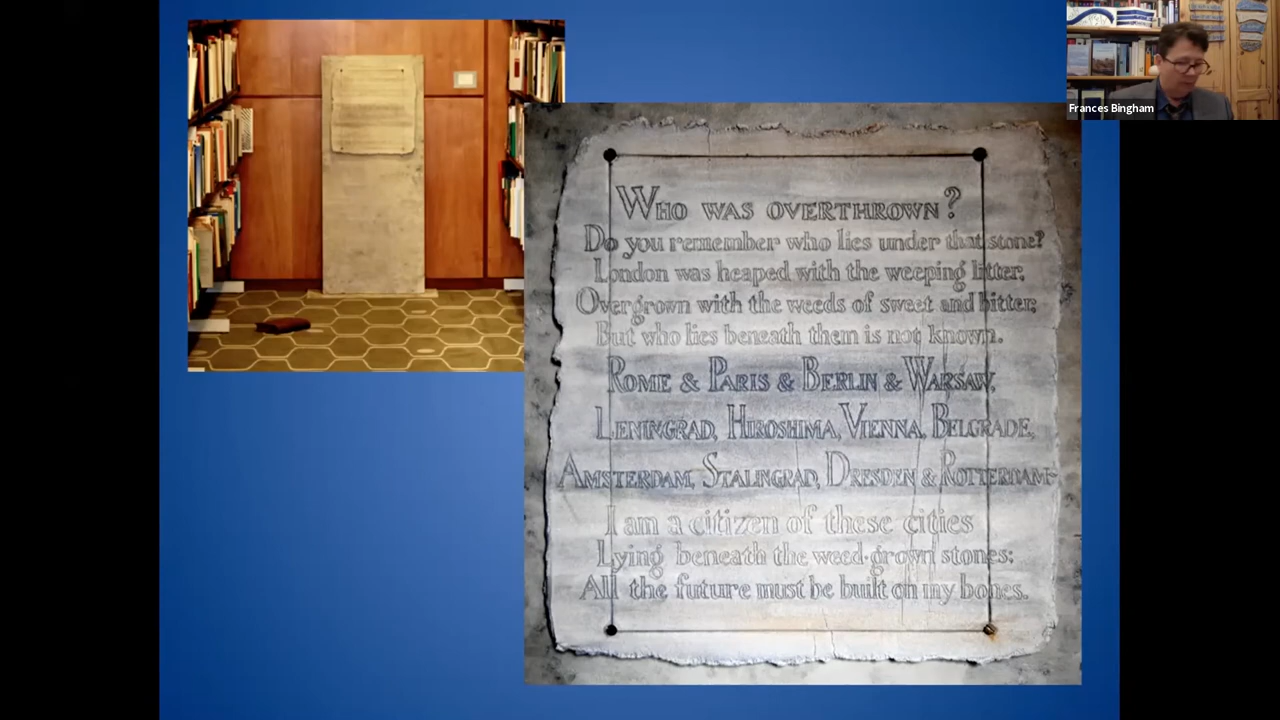 Frances Bingham
WHO WAS OVERTHROWN?
Do you remember who lies under that stone?
London was heaped with the weeping litter,
Overgrown with the weeds of sweet and bitter,
But who lies beneath them is not known.
ROME & PARIS & BERLIN & WARSAW,
LENINGRAD, HIROSHIMA, VIENNA, BELGRADE,
AMSTERDAM, STALINGRAD, DRESDEN & ROTTERDAM-
I am a citizen of these cities
Lying beneath the weed-grown stones:
All the future must be built on my bones.